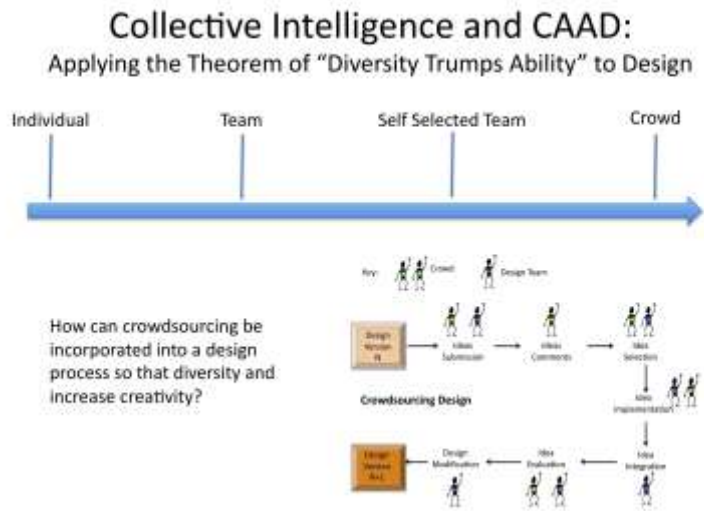 Collective Intelligence and CAAD:
Applying the Theorem of "Diversity Trumps Ability" to Design
Individual
Team
Self Selected Team
Crowd
Key:
Crowd
Design Team
How can crowdsourcing be
incorporated into a design
process so that diversity and
increase creativity?
Design
Version
N
Ideas
Submission
Ideas
Comments
Idea
Selection
Crowdsourcing Design
Idea
Implementation
Design
Version
N+1
Design
Modification
Idea
Evaluation
Idea
Integration